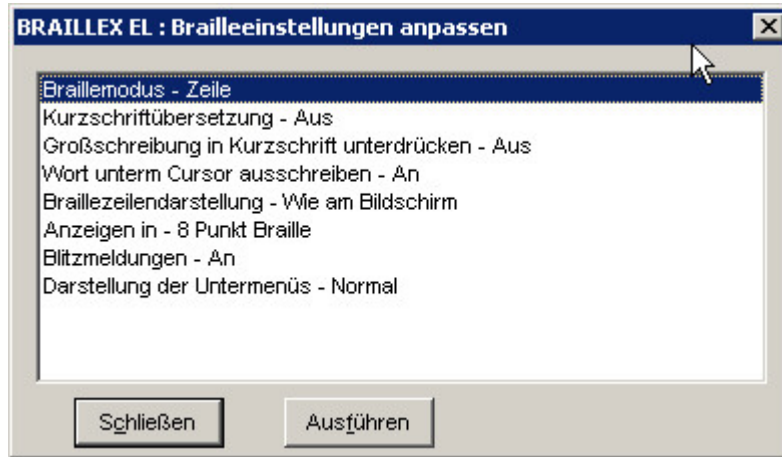 BRAILLEX EL : Brailleeinstellungen anpassen
Braillemodus - Zeile
Kurzschriftübersetzung - Aus
Großschreibung in Kurzschrift unterdrücken - Aus
Wort unterm Cursor ausschreiben - An
Braillezeilendarstellung - Wie am Bildschirm
Anzeigen in - 8 Punkt Braille
Blitzmeldungen - An
Darstellung der Untermenüs - Normal
Schließen Ausführen